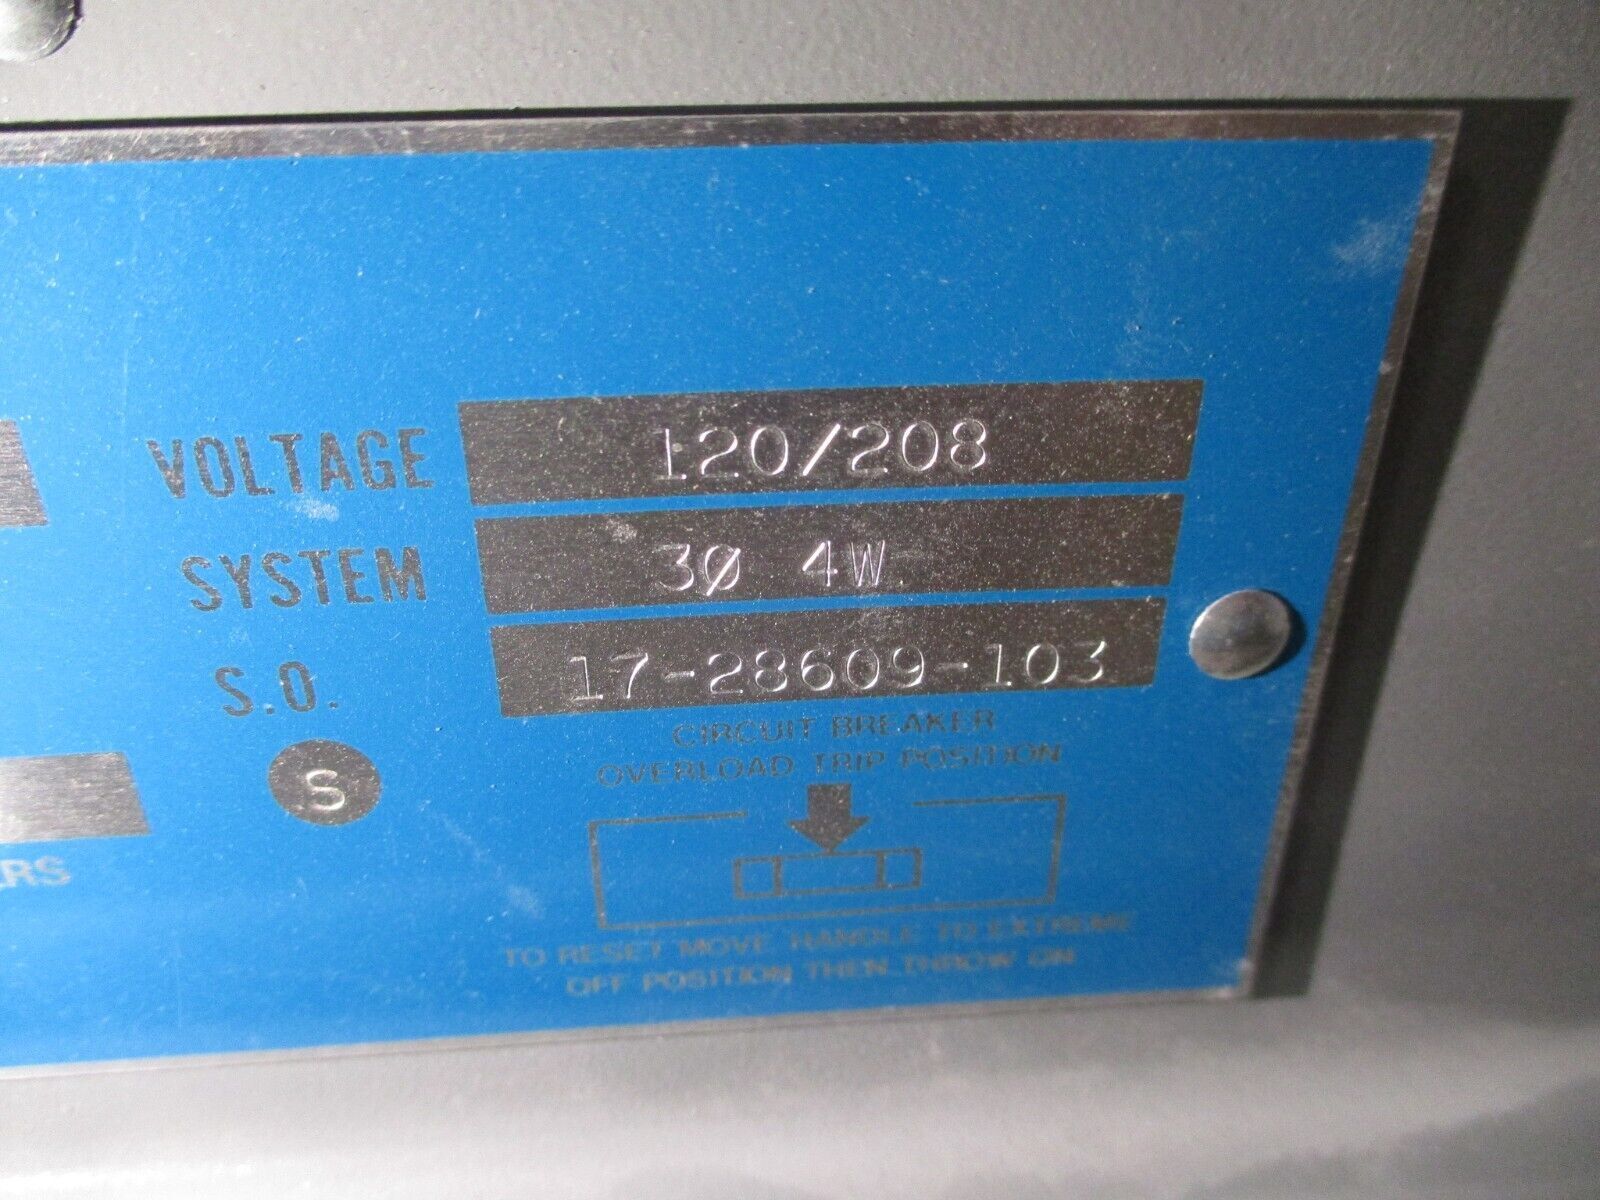 VOLTAGE 120/208
SYSTEM 3Ø 4W
S.O. 17-28609-103
S
CIRCUIT BREAKER
OVERLOAD TRIP POSITION
TO RESET MOVE HANDLE TO EXTREME
OFF POSITION THEN THROW ON